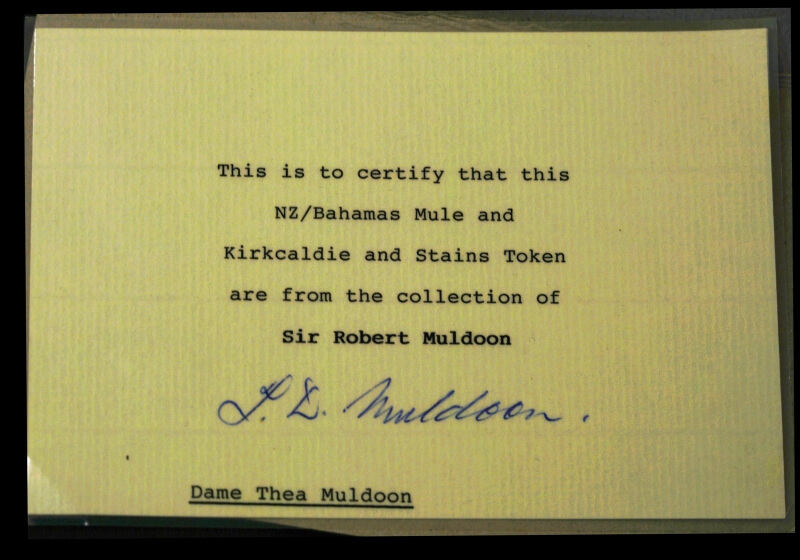 This is to certify that this
NZ/Bahamas Mule and
Kirkcaldie and Stains Token
are from the collection of
Sir Robert Muldoon
T. D. Muldoon.
Dame Thea Muldoon